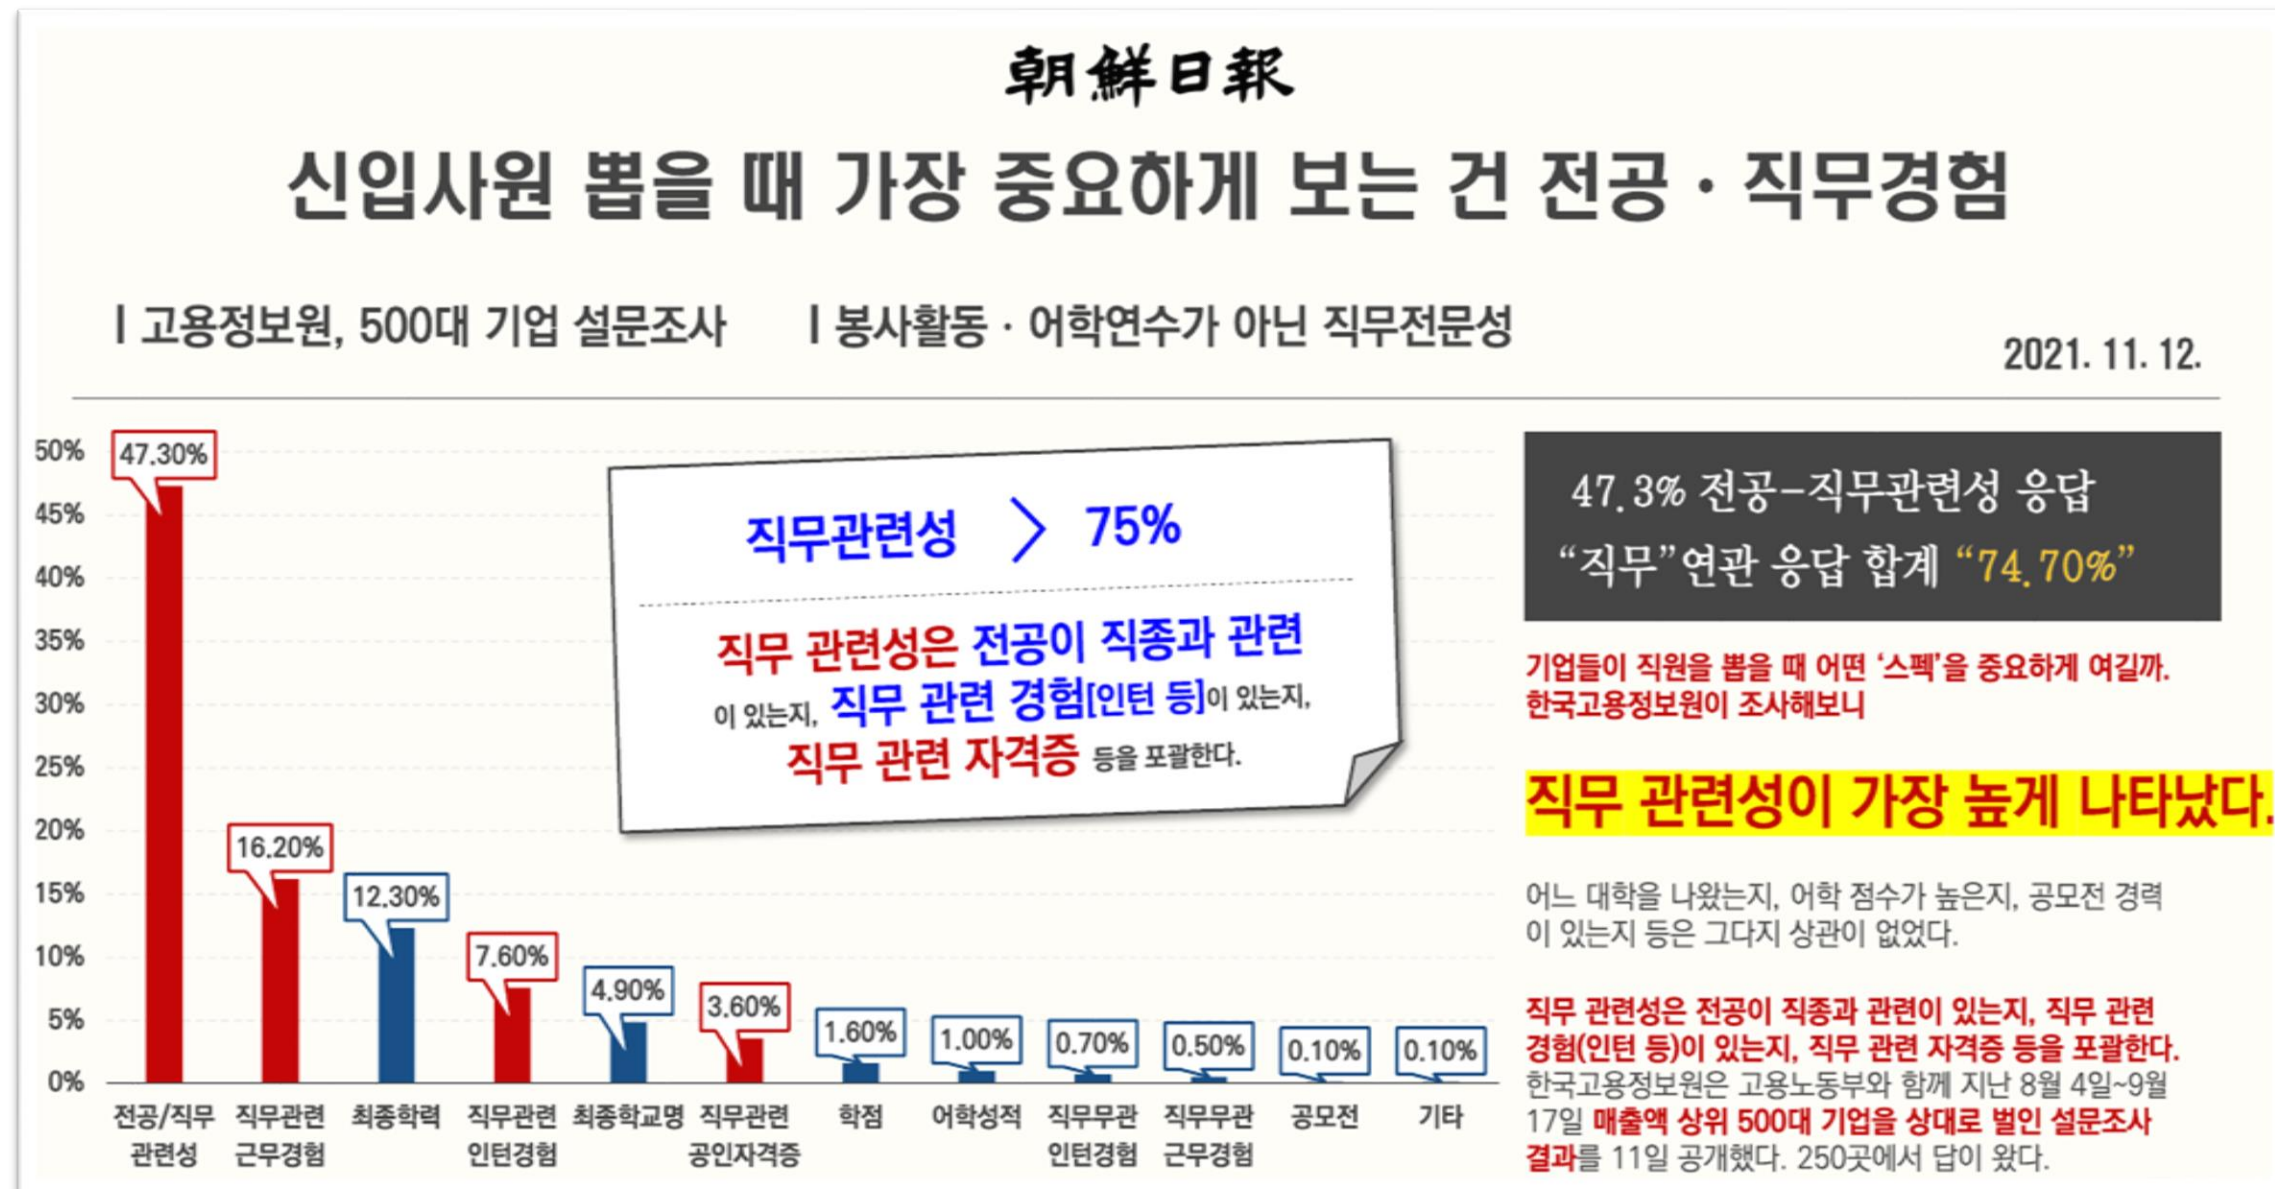 朝鮮日報
신입사원 뽑을 때 가장 중요하게 보는 건 전공 · 직무경험
| 고용정보원, 500대 기업 설문조사 | 봉사활동 · 어학연수가 아닌 직무전문성
2021. 11. 12.
50%
45%
40%
35%
30%
25%
20%
15%
10%
5%
0%
47.30%
16.20%
12.30%
7.60%
4.90%
3.60%
1.60%
1.00%
0.70%
0.50%
0.10%
0.10%
전공/직무
관련성
직무관련
근무경험
최종학력
직무관련
인턴경험
최종학교명
직무관련
공인자격증
학점
어학성적
직무무관
인턴경험
직무무관
근무경험
공모전
기타
직무관련성 > 75%
직무 관련성은 전공이 직종과 관련
이 있는지, 직무 관련 경험[인턴 등]이 있는지,
직무 관련 자격증 등을 포괄한다.
47.3% 전공-직무관련성 응답
“직무”연관 응답 합계 “74.70%”
기업들이 직원을 뽑을 때 어떤 ‘스펙’을 중요하게 여길까.
한국고용정보원이 조사해보니
직무 관련성이 가장 높게 나타났다.
어느 대학을 나왔는지, 어학 점수가 높은지, 공모전 경력
이 있는지 등은 그다지 상관이 없었다.
직무 관련성은 전공이 직종과 관련이 있는지, 직무 관련
경험(인턴 등)이 있는지, 직무 관련 자격증 등을 포괄한다.
한국고용정보원은 고용노동부와 함께 지난 8월 4일~9월
17일 매출액 상위 500대 기업을 상대로 벌인 설문조사
결과를 11일 공개했다. 250곳에서 답이 왔다.